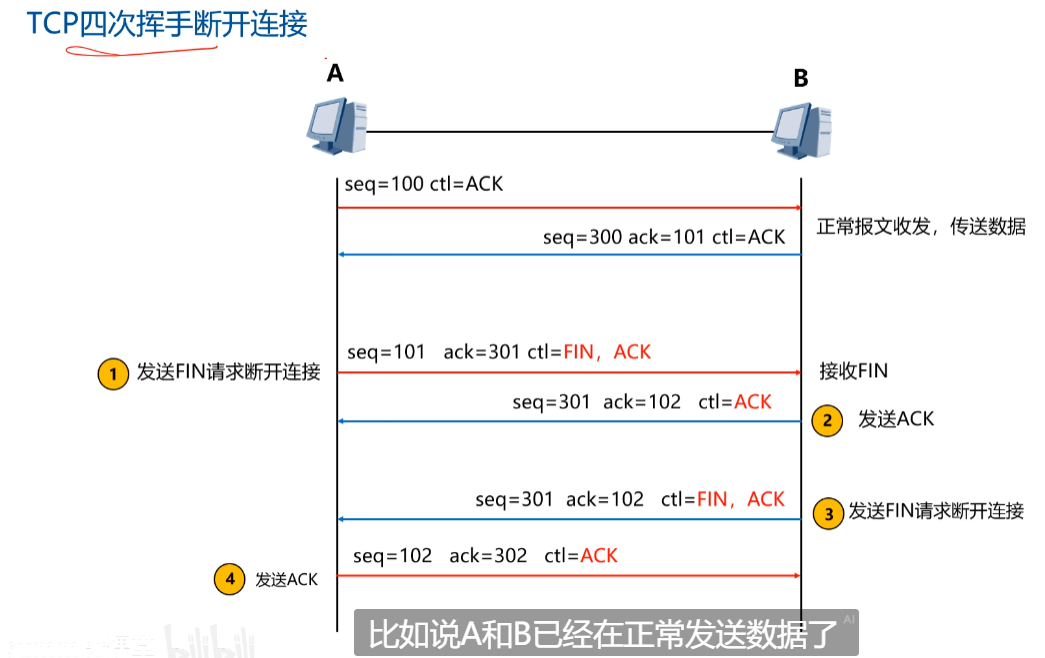 TCP四次挥手断开连接
A
B
seq=100 ctl=ACK
正常报文收发，传送数据
seq=300 ack=101 ctl=ACK
seq=101 ack=301 ctl=FIN，ACK
1 发送FIN请求断开连接
接收FIN
seq=301 ack=102 ctl=ACK
2 发送ACK
seq=301 ack=102 ctl=FIN，ACK
3 发送FIN请求断开连接
seq=102 ack=302 ctl=ACK
4 发送ACK
比如说A和B已经在正常发送数据了
AI
bilibili